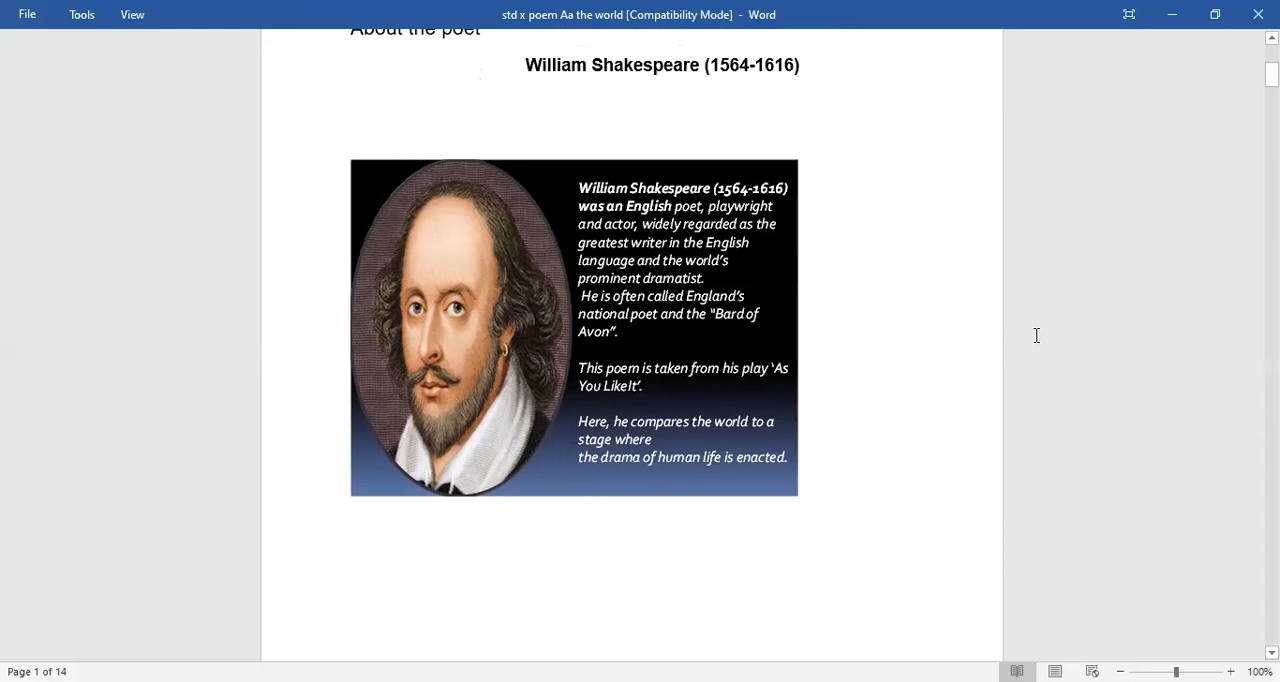 File Tools View std x poem Aa the world [Compatibility Mode] - Word
About the poet
William Shakespeare (1564-1616)
William Shakespeare (1564-1616)
was an English poet, playwright
and actor, widely regarded as the
greatest writer in the English
language and the world's
prominent dramatist.
He is often called England's
national poet and the "Bard of
Avon".
This poem is taken from his play 'As
You LikeIt'.
Here, he compares the world to a
stage where
the drama of human life is enacted.
Page 1 of 14 100%